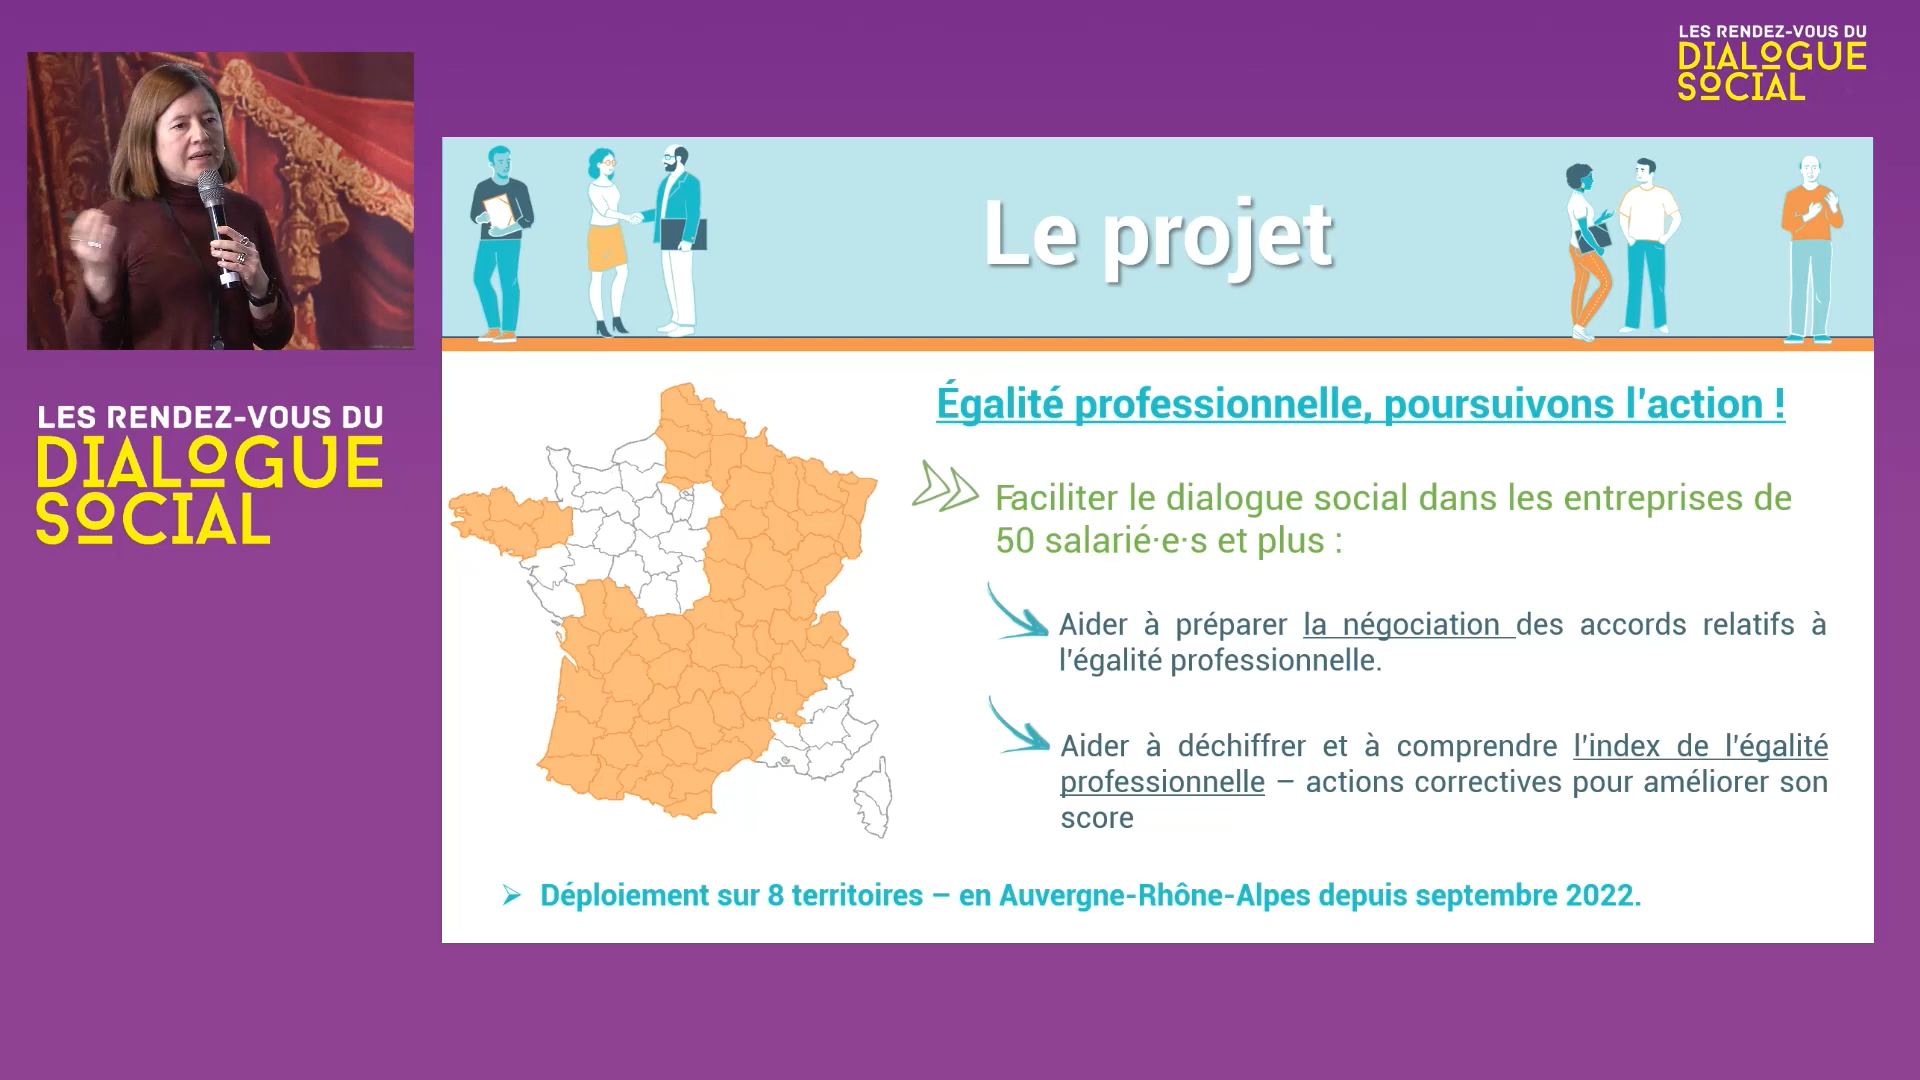 LES RENDEZ-VOUS DU
DIALOGUE
SOCIAL
LES RENDEZ-VOUS DU
DIALOGUE
SOCIAL
Le projet
Égalité professionnelle, poursuivons l'action !
Faciliter le dialogue social dans les entreprises de
50 salarié·e·s et plus :
Aider à préparer la négociation des accords relatifs à
l'égalité professionnelle.
Aider à déchiffrer et à comprendre l'index de l'égalité
professionnelle – actions correctives pour améliorer son
score
Déploiement sur 8 territoires – en Auvergne-Rhône-Alpes depuis septembre 2022.